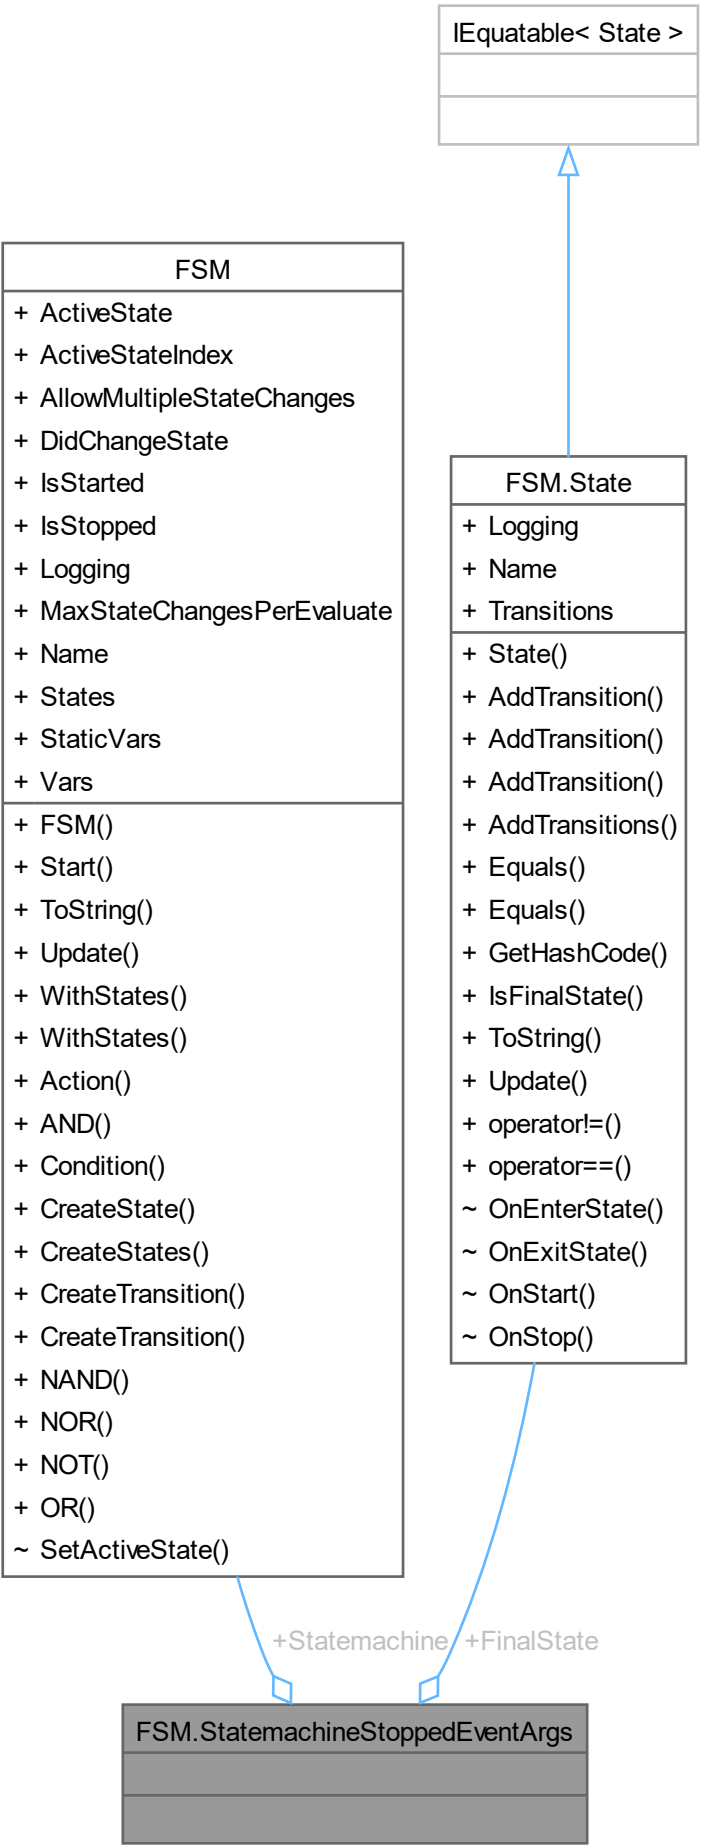 IEquatable< State >
FSM
+ ActiveState
+ ActiveStateIndex
+ AllowMultipleStateChanges
+ DidChangeState
+ IsStarted
+ IsStopped
+ Logging
+ MaxStateChangesPerEvaluate
+ Name
+ States
+ StaticVars
+ Vars
+ FSM()
+ Start()
+ ToString()
+ Update()
+ WithStates()
+ WithStates()
+ Action()
+ AND()
+ Condition()
+ CreateState()
+ CreateStates()
+ CreateTransition()
+ CreateTransition()
+ NAND()
+ NOR()
+ NOT()
+ OR()
~ SetActiveState()
FSM.State
+ Logging
+ Name
+ Transitions
+ State()
+ AddTransition()
+ AddTransition()
+ AddTransition()
+ AddTransitions()
+ Equals()
+ Equals()
+ GetHashCode()
+ IsFinalState()
+ ToString()
+ Update()
+ operator!=()
+ operator==()
~ OnEnterState()
~ OnExitState()
~ OnStart()
~ OnStop()
+Statemachine
+FinalState
FSM.StatemachineStoppedEventArgs